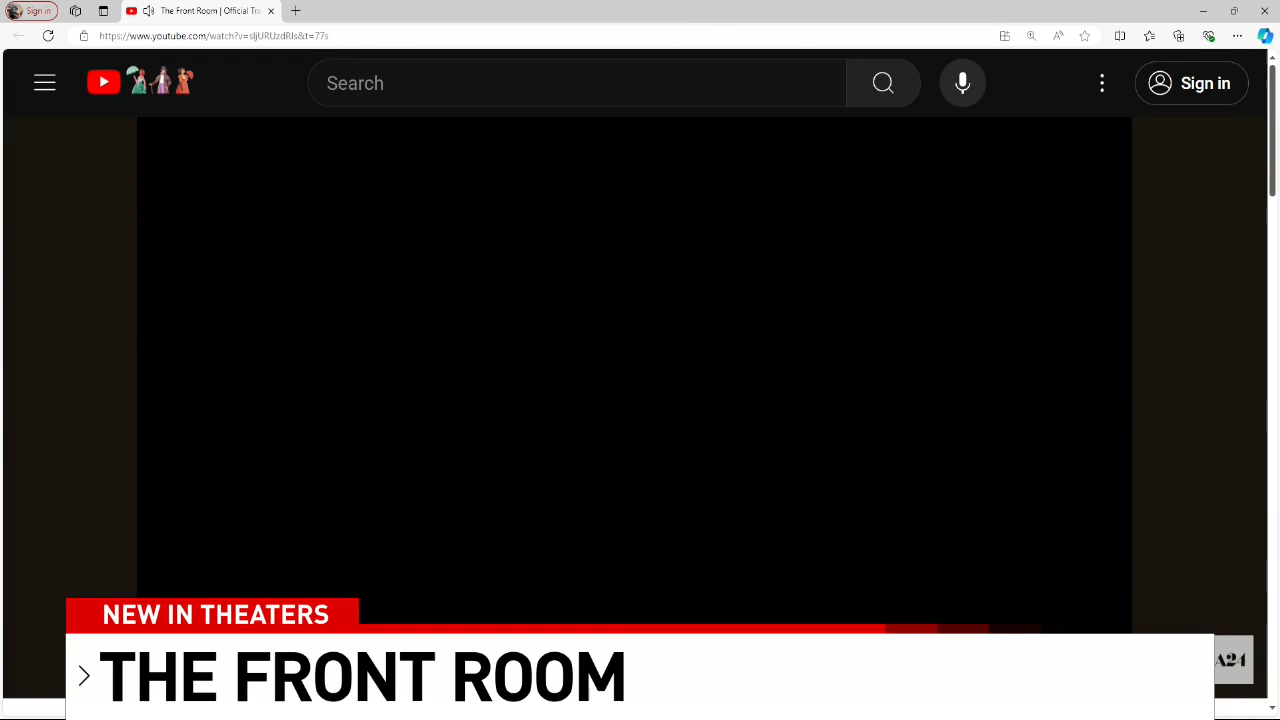 Sign in
The Front Room | Official Tra
https://www.youtube.com/watch?v=sljURUzdRIs&t=77s
Search
Sign in
NEW IN THEATERS
THE FRONT ROOM
A24